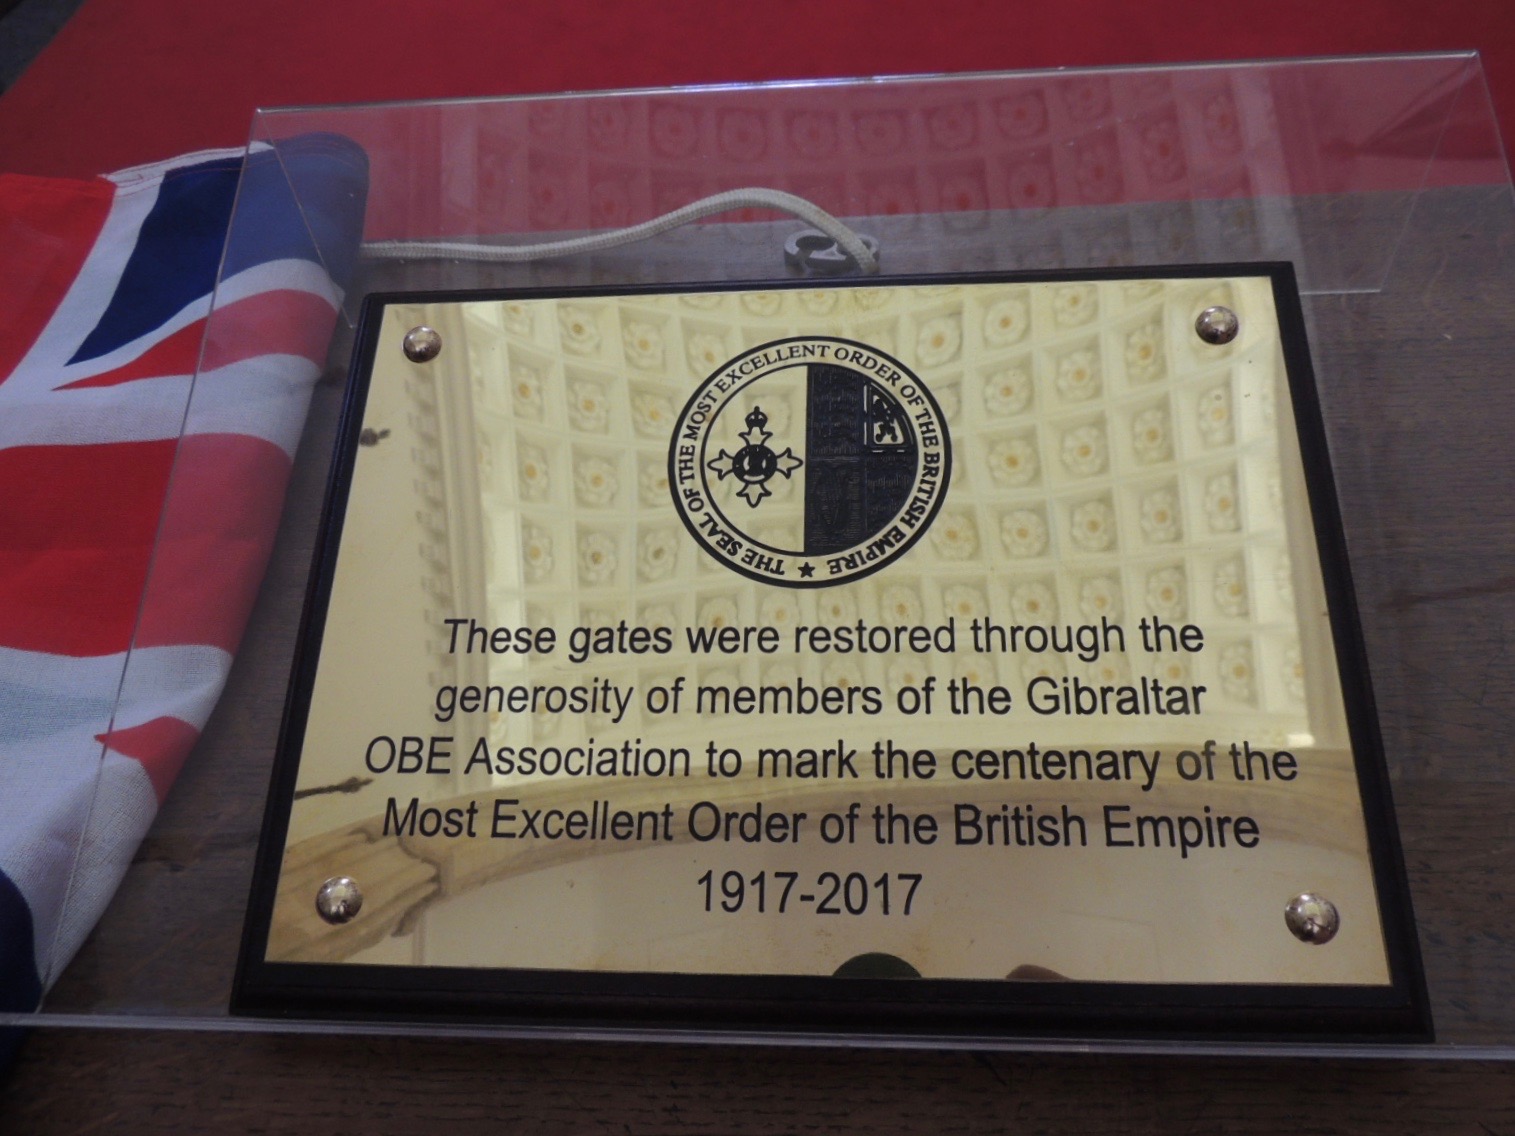 THE SEAL OF THE MOST EXCELLENT ORDER OF THE BRITISH EMPIRE
These gates were restored through the
generosity of members of the Gibraltar
OBE Association to mark the centenary of the
Most Excellent Order of the British Empire
1917-2017